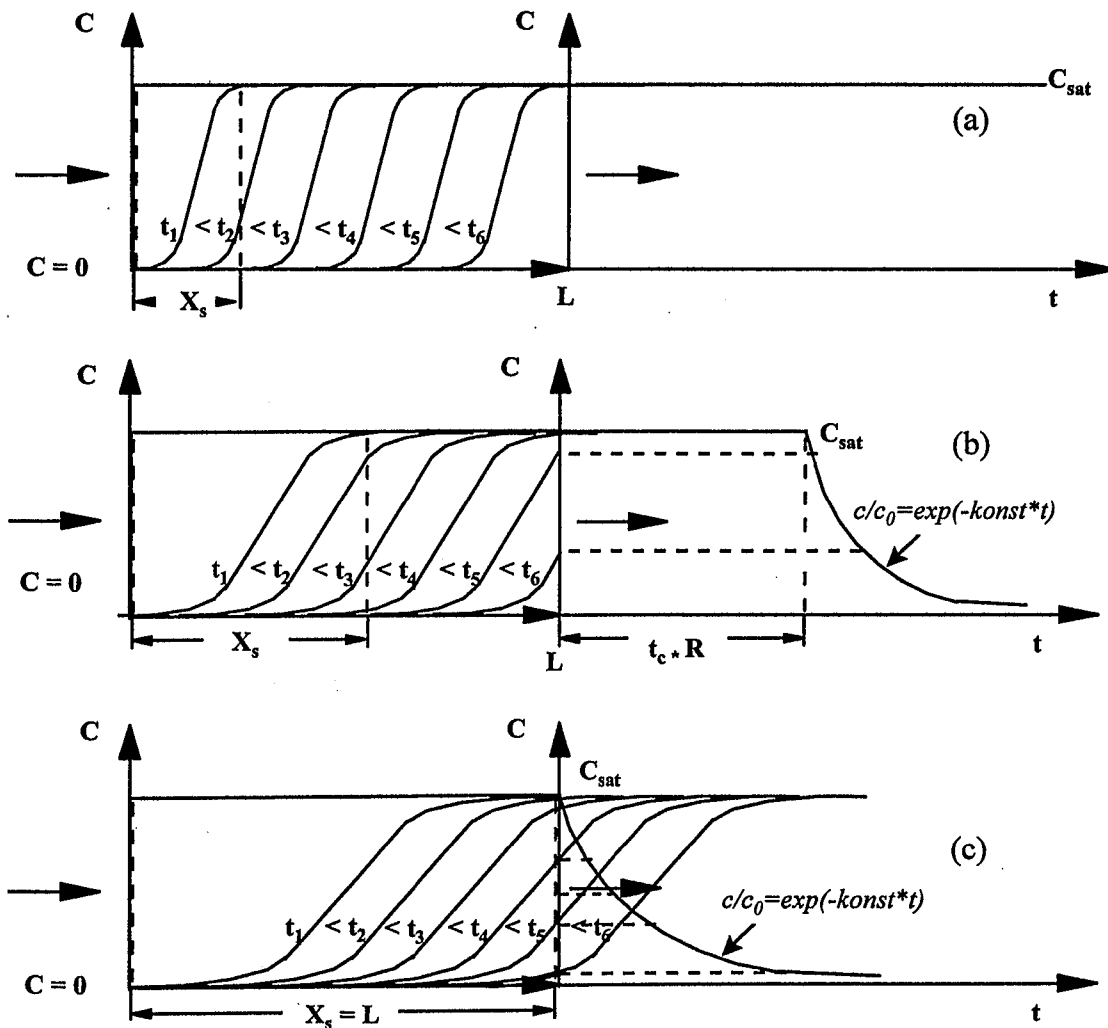 C C
C_sat
(a)
t_1 < t_2 < t_3 < t_4 < t_5 < t_6
C = 0
X_s L t
C C
C_sat (b)
c/c_0=exp(-konst*t)
t_1 < t_2 < t_3 < t_4 < t_5 < t_6
C = 0
X_s L t_c * R t
C C
C_sat
(c)
c/c_0=exp(-konst*t)
t_1 < t_2 < t_3 < t_4 < t_5 < t_6
C = 0
X_s = L t